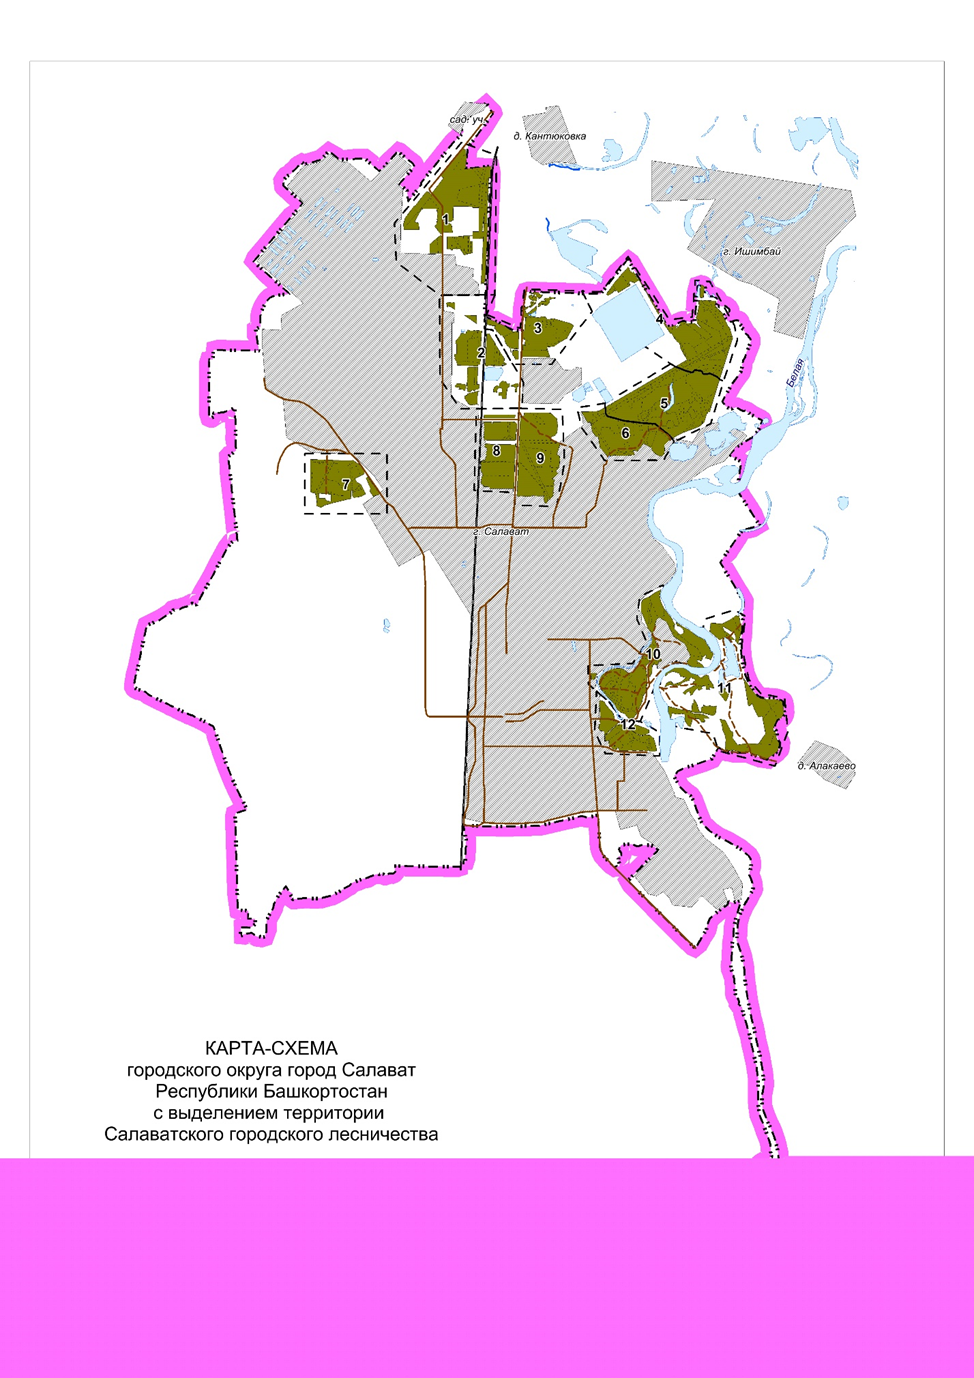 сад. уч.
д. Кантюковка
1
г. Ишимбай
4
3
2
Белая
5
6
8
9
7
г. Салават
10
11
12
д. Алакаево
КАРТА-СХЕМА
городского округа город Салават
Республики Башкортостан
с выделением территории
Салаватского городского лесничества